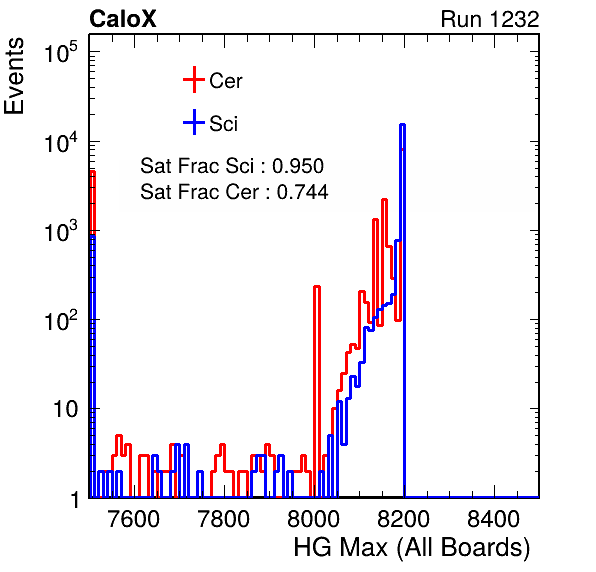 CaloX Run 1232
Events
10^5
10^4
10^3
10^2
10
1
Cer
Sci
Sat Frac Sci : 0.950
Sat Frac Cer : 0.744
7600 7800 8000 8200 8400
HG Max (All Boards)